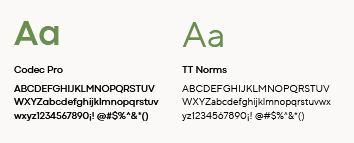 Aa
Codec Pro
ABCDEFGHIJKLMNOPQRSTUV
WXYZabcdefghijklmnopqrstuv
wxyz1234567890¡! @#$%^&*()
Aa
TT Norms
ABCDEFGHIJKLMNOPQRSTUV
WXYZabcdefghijklmnopqrstuvwx
yz1234567890¡! @#$%^&*()